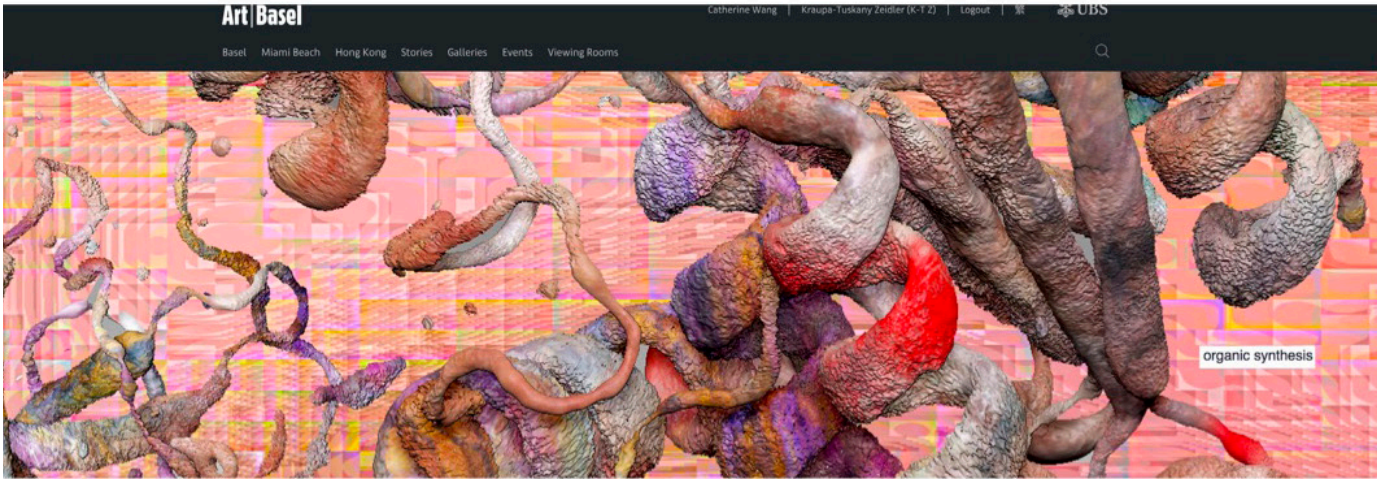 Art|Basel
Catherine Wang | Kraupa-Tuskany Zeidler (K-T Z) | Logout | 繁
UBS
Basel Miami Beach Hong Kong Stories Galleries Events Viewing Rooms
organic synthesis